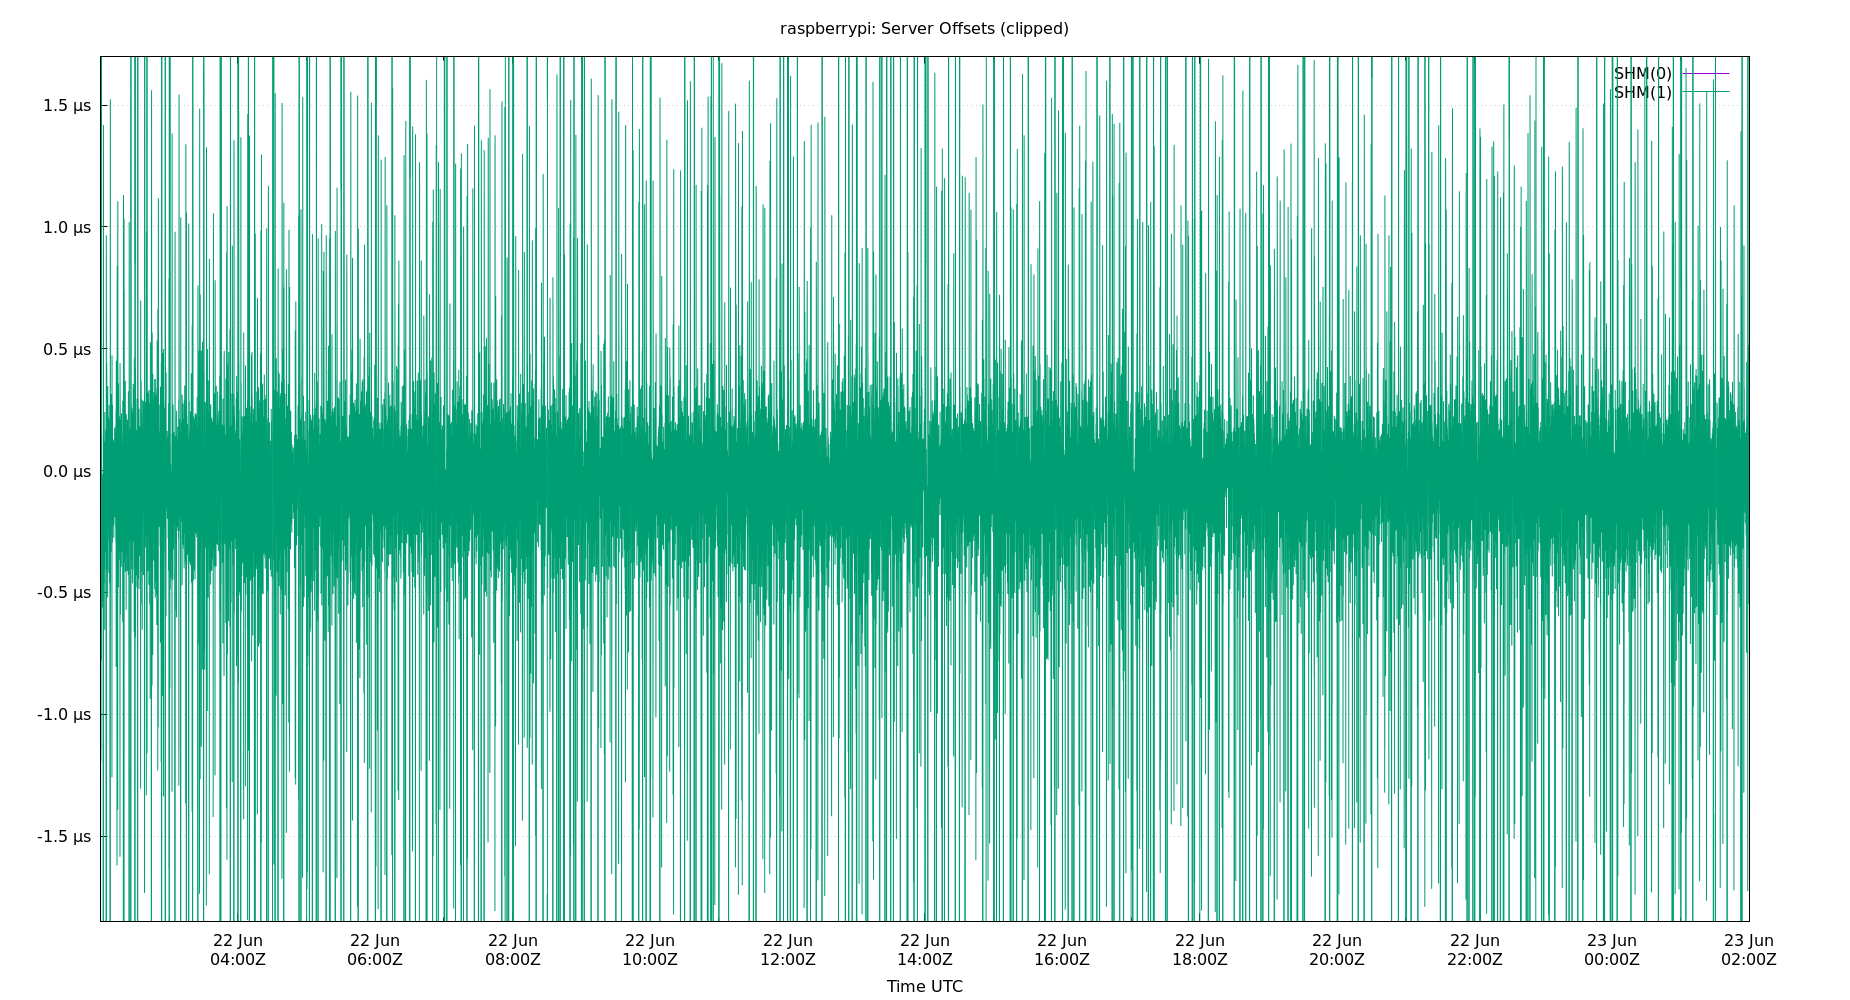 raspberrypi: Server Offsets (clipped)
SHM(0)
SHM(1)
1.5 µs
1.0 µs
0.5 µs
0.0 µs
-0.5 µs
-1.0 µs
-1.5 µs
22 Jun 22 Jun 22 Jun 22 Jun 22 Jun 22 Jun 22 Jun 22 Jun 22 Jun 22 Jun 23 Jun 23 Jun
04:00Z 06:00Z 08:00Z 10:00Z 12:00Z 14:00Z 16:00Z 18:00Z 20:00Z 22:00Z 00:00Z 02:00Z
Time UTC